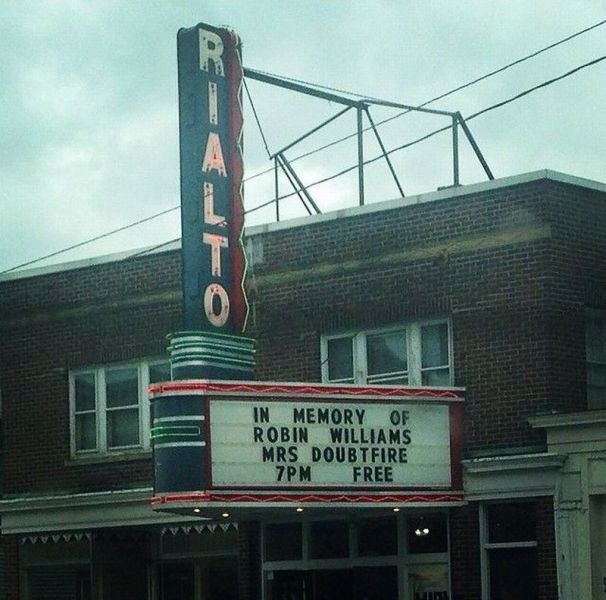 RIALTO
IN MEMORY OF
ROBIN WILLIAMS
MRS DOUBTFIRE
7PM FREE